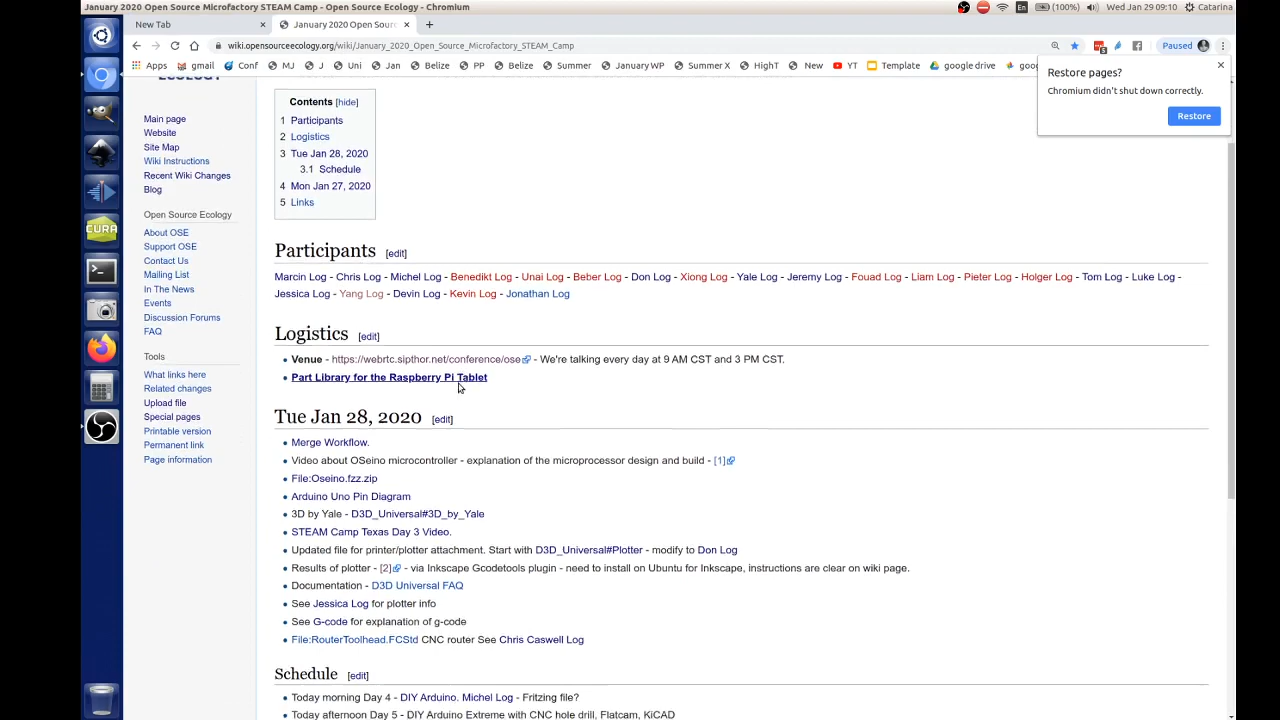 January 2020 Open Source Microfactory STEAM Camp - Open Source Ecology - Chromium
En (100%) Wed Jan 29 09:10 Catarina
New Tab × January 2020 Open Sour × +
wiki.opensourceecology.org/wiki/January_2020_Open_Source_Microfactory_STEAM_Camp Paused
Apps gmail Conf MJ J Uni Jan Belize PP Belize Summer January WP Summer X HighT New YT Template google drive
Restore pages?
Chromium didn't shut down correctly.
Restore
ECOLOGY
Main page
Website
Site Map
Wiki Instructions
Recent Wiki Changes
Blog
Open Source Ecology
About OSE
Support OSE
Contact Us
Mailing List
In The News
Events
Discussion Forums
FAQ
Tools
What links here
Related changes
Upload file
Special pages
Printable version
Permanent link
Page information
CURA
Contents [hide]
1 Participants
2 Logistics
3 Tue Jan 28, 2020
3.1 Schedule
4 Mon Jan 27, 2020
5 Links
Participants [edit]
Marcin Log - Chris Log - Michel Log - Benedikt Log - Unai Log - Beber Log - Don Log - Xiong Log - Yale Log - Jeremy Log - Fouad Log - Liam Log - Pieter Log - Holger Log - Tom Log - Luke Log -
Jessica Log - Yang Log - Devin Log - Kevin Log - Jonathan Log
Logistics [edit]
• Venue - https://webrtc.sipthor.net/conference/ose - We're talking every day at 9 AM CST and 3 PM CST.
• Part Library for the Raspberry Pi Tablet
Tue Jan 28, 2020 [edit]
• Merge Workflow.
• Video about OSeino microcontroller - explanation of the microprocessor design and build - [1]
• File:Oseino.fzz.zip
• Arduino Uno Pin Diagram
• 3D by Yale - D3D_Universal#3D_by_Yale
• STEAM Camp Texas Day 3 Video.
• Updated file for printer/plotter attachment. Start with D3D_Universal#Plotter - modify to Don Log
• Results of plotter - [2] - via Inkscape Gcodetools plugin - need to install on Ubuntu for Inkscape, instructions are clear on wiki page.
• Documentation - D3D Universal FAQ
• See Jessica Log for plotter info
• See G-code for explanation of g-code
• File:RouterToolhead.FCStd CNC router See Chris Caswell Log
Schedule [edit]
• Today morning Day 4 - DIY Arduino. Michel Log - Fritzing file?
• Today afternoon Day 5 - DIY Arduino Extreme with CNC hole drill, Flatcam, KiCAD